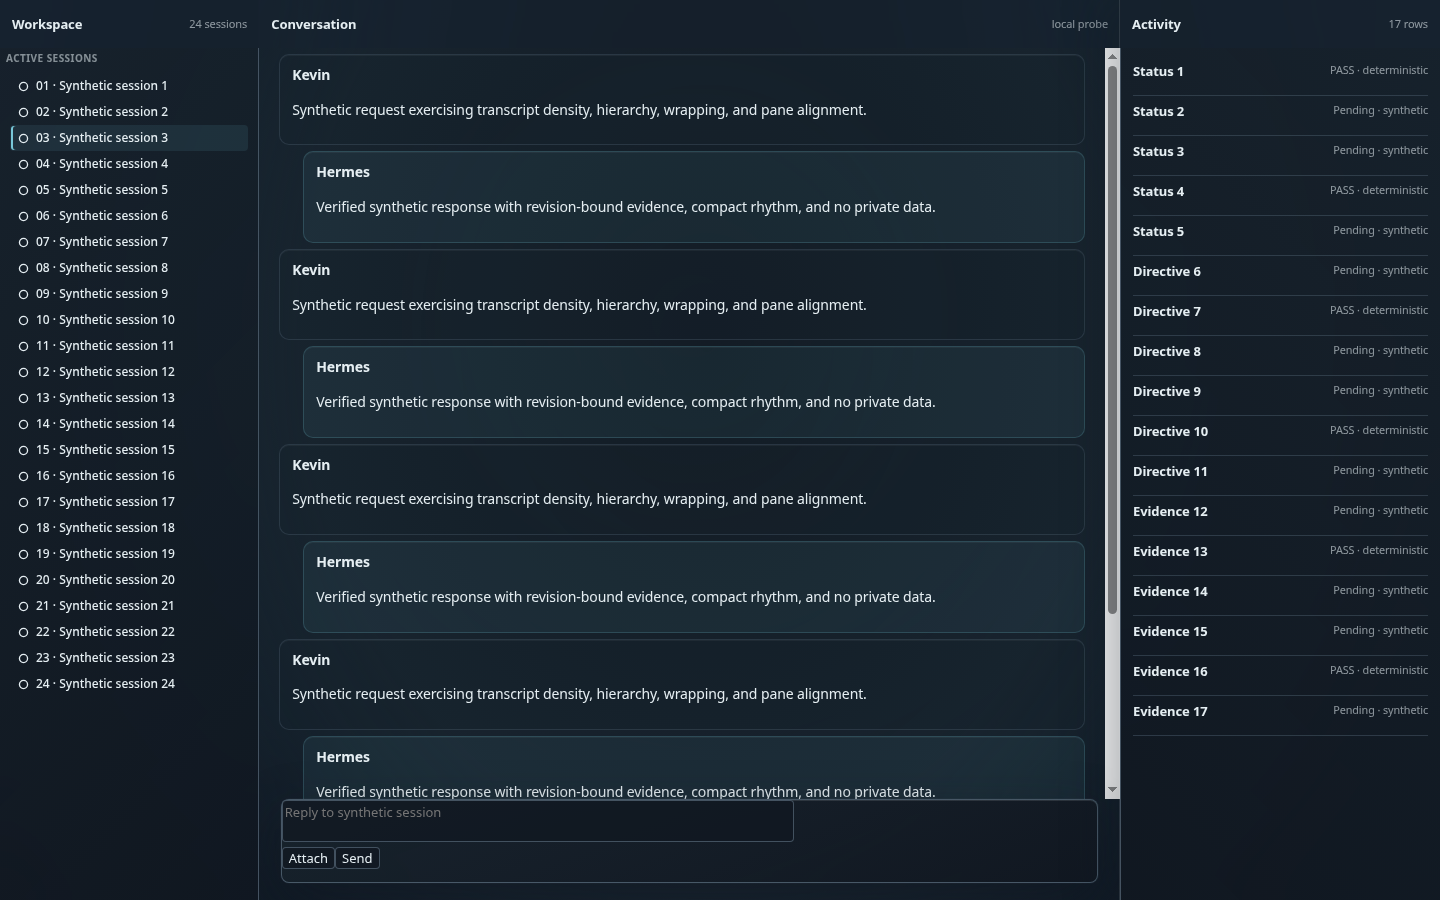 Workspace 24 sessions
ACTIVE SESSIONS
01 · Synthetic session 1
02 · Synthetic session 2
03 · Synthetic session 3
04 · Synthetic session 4
05 · Synthetic session 5
06 · Synthetic session 6
07 · Synthetic session 7
08 · Synthetic session 8
09 · Synthetic session 9
10 · Synthetic session 10
11 · Synthetic session 11
12 · Synthetic session 12
13 · Synthetic session 13
14 · Synthetic session 14
15 · Synthetic session 15
16 · Synthetic session 16
17 · Synthetic session 17
18 · Synthetic session 18
19 · Synthetic session 19
20 · Synthetic session 20
21 · Synthetic session 21
22 · Synthetic session 22
23 · Synthetic session 23
24 · Synthetic session 24
Conversation local probe
Kevin
Synthetic request exercising transcript density, hierarchy, wrapping, and pane alignment.
Hermes
Verified synthetic response with revision-bound evidence, compact rhythm, and no private data.
Kevin
Synthetic request exercising transcript density, hierarchy, wrapping, and pane alignment.
Hermes
Verified synthetic response with revision-bound evidence, compact rhythm, and no private data.
Kevin
Synthetic request exercising transcript density, hierarchy, wrapping, and pane alignment.
Hermes
Verified synthetic response with revision-bound evidence, compact rhythm, and no private data.
Kevin
Synthetic request exercising transcript density, hierarchy, wrapping, and pane alignment.
Hermes
Verified synthetic response with revision-bound evidence, compact rhythm, and no private data.
Reply to synthetic session
Attach Send
Activity 17 rows
Status 1 PASS · deterministic
Status 2 Pending · synthetic
Status 3 Pending · synthetic
Status 4 PASS · deterministic
Status 5 Pending · synthetic
Directive 6 Pending · synthetic
Directive 7 PASS · deterministic
Directive 8 Pending · synthetic
Directive 9 Pending · synthetic
Directive 10 PASS · deterministic
Directive 11 Pending · synthetic
Evidence 12 Pending · synthetic
Evidence 13 PASS · deterministic
Evidence 14 Pending · synthetic
Evidence 15 Pending · synthetic
Evidence 16 PASS · deterministic
Evidence 17 Pending · synthetic